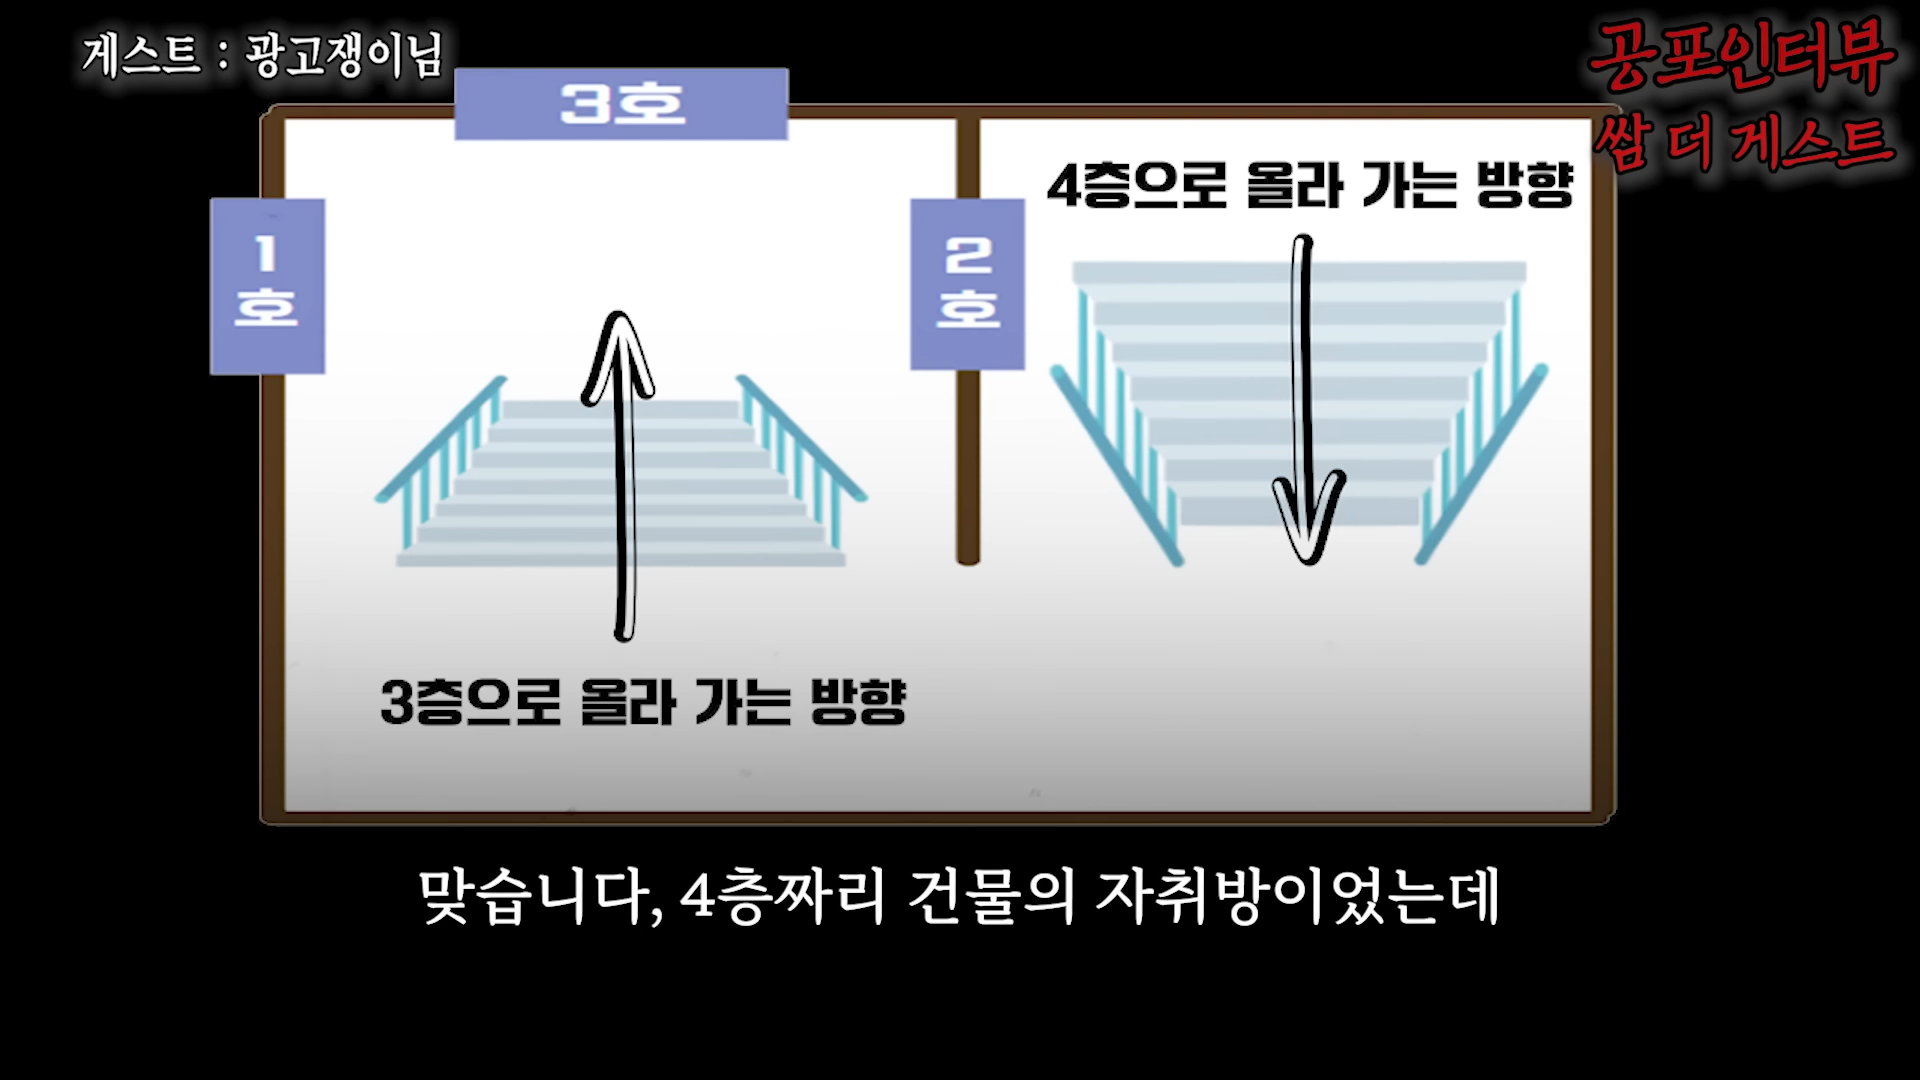 게스트 : 광고쟁이님
공포인터뷰
쌈 더 게스트
3호
1호
2호
4층으로 올라 가는 방향
3층으로 올라 가는 방향
맞습니다, 4층짜리 건물의 자취방이었는데